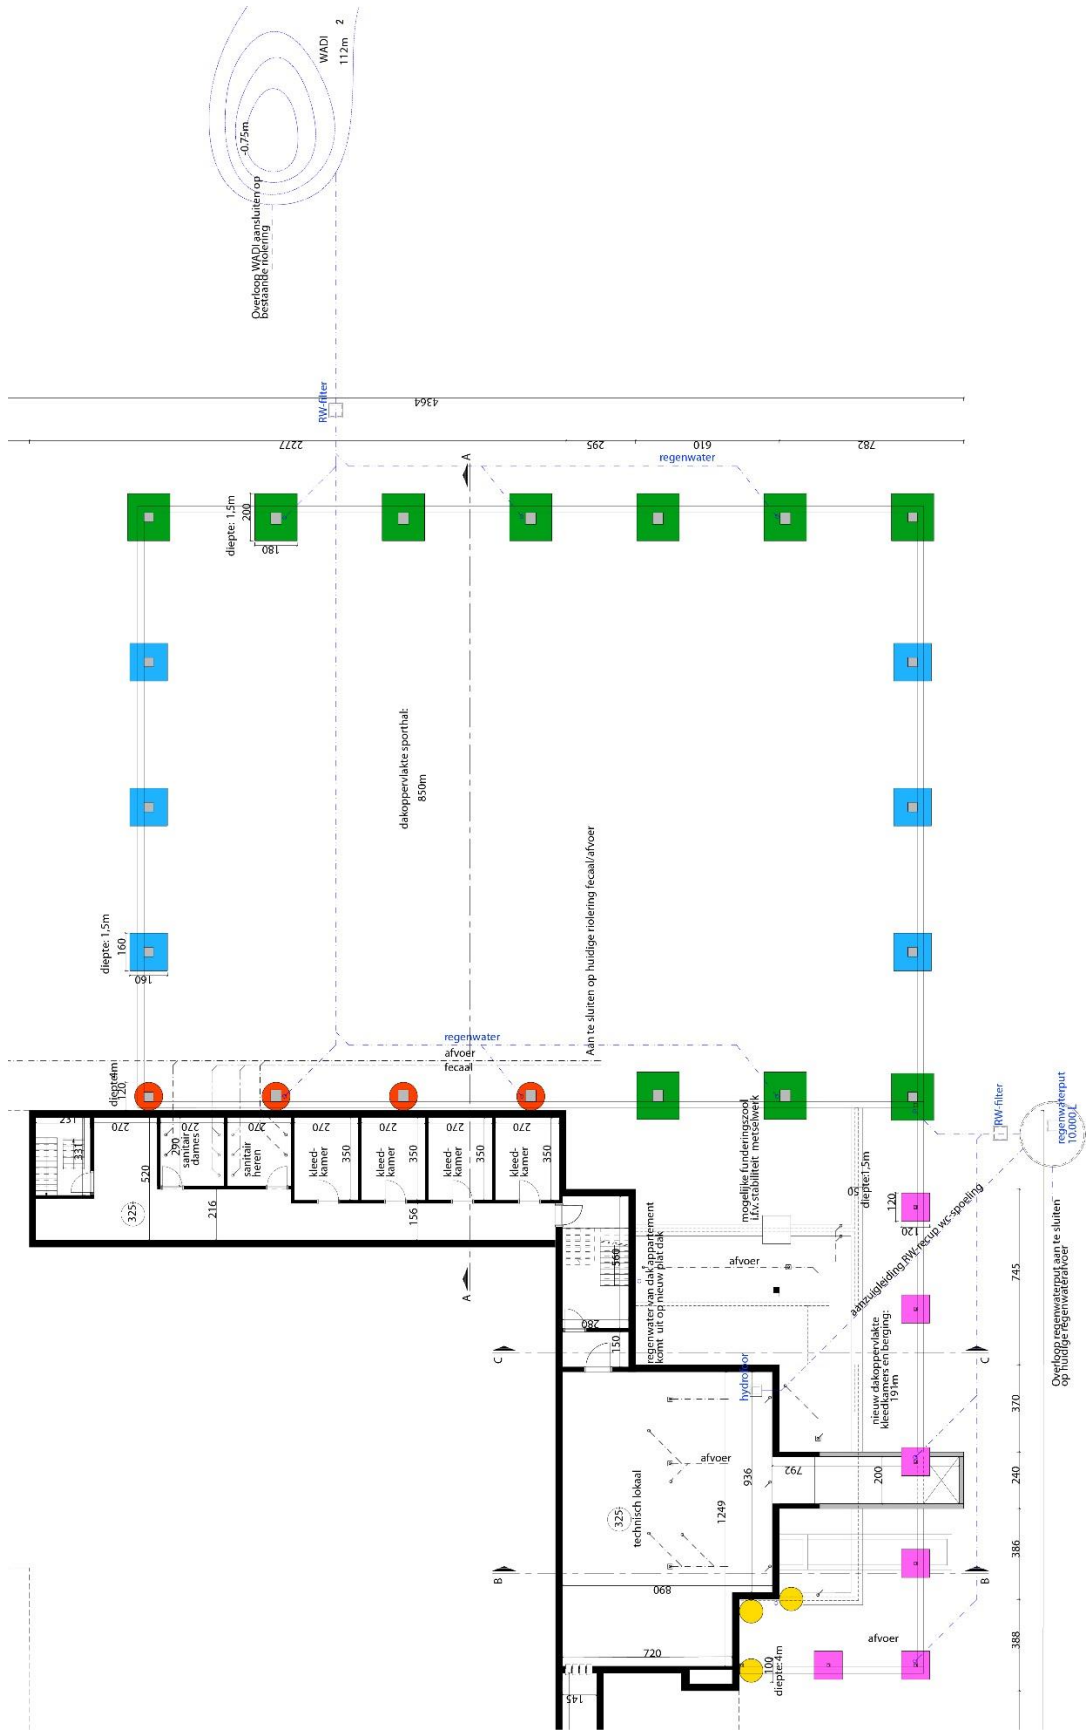 WADI 2
112m
-0.75m
Overloop WADI aansluiten op
bestaande riolering
RW-filter
4364
2277
295
610
782
A
regenwater
diepte: 1,5m
200
180
dakoppervlakte sporthal:
850m
diepte: 1,5m
160
160
Aan te sluiten op huidige riolering fecaal/afvoer
regenwater
afvoer
fecaal
120
RW-filter
regenwaterput
10.000 L
331
270
270
270
270
270
270
270
290
sanitair
dames
sanitair
heren
kleed-
kamer
350
kleed-
kamer
350
kleed-
kamer
350
kleed-
kamer
350
520
325
216
156
A
560
280
150
mogelijke funderingszool
i.f.v. stabiliteit metselwerk
diepte:1,5m
50
120
120
aanzuigleiding RW-recup wc-spoeling
afvoer
regenwater van dak appartement
komt uit op nieuw plat dak
745
Overloop regenwaterput aan te sluiten
op huidige regenwaterafvoer
C
C
hydrofoor
nieuw dakoppervlakte
kleedkamers en berging:
191m
370
afvoer
936
792
200
240
325
technisch lokaal
1249
386
B
B
890
388
afvoer
720
100
diepte:4m
145